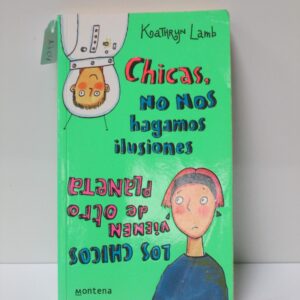 Kathryn Lamb
Chicas,
NO NOS
hagamos
ilusiones
LOS CHICOS
VIENEN
de otro
PLANETA
montena